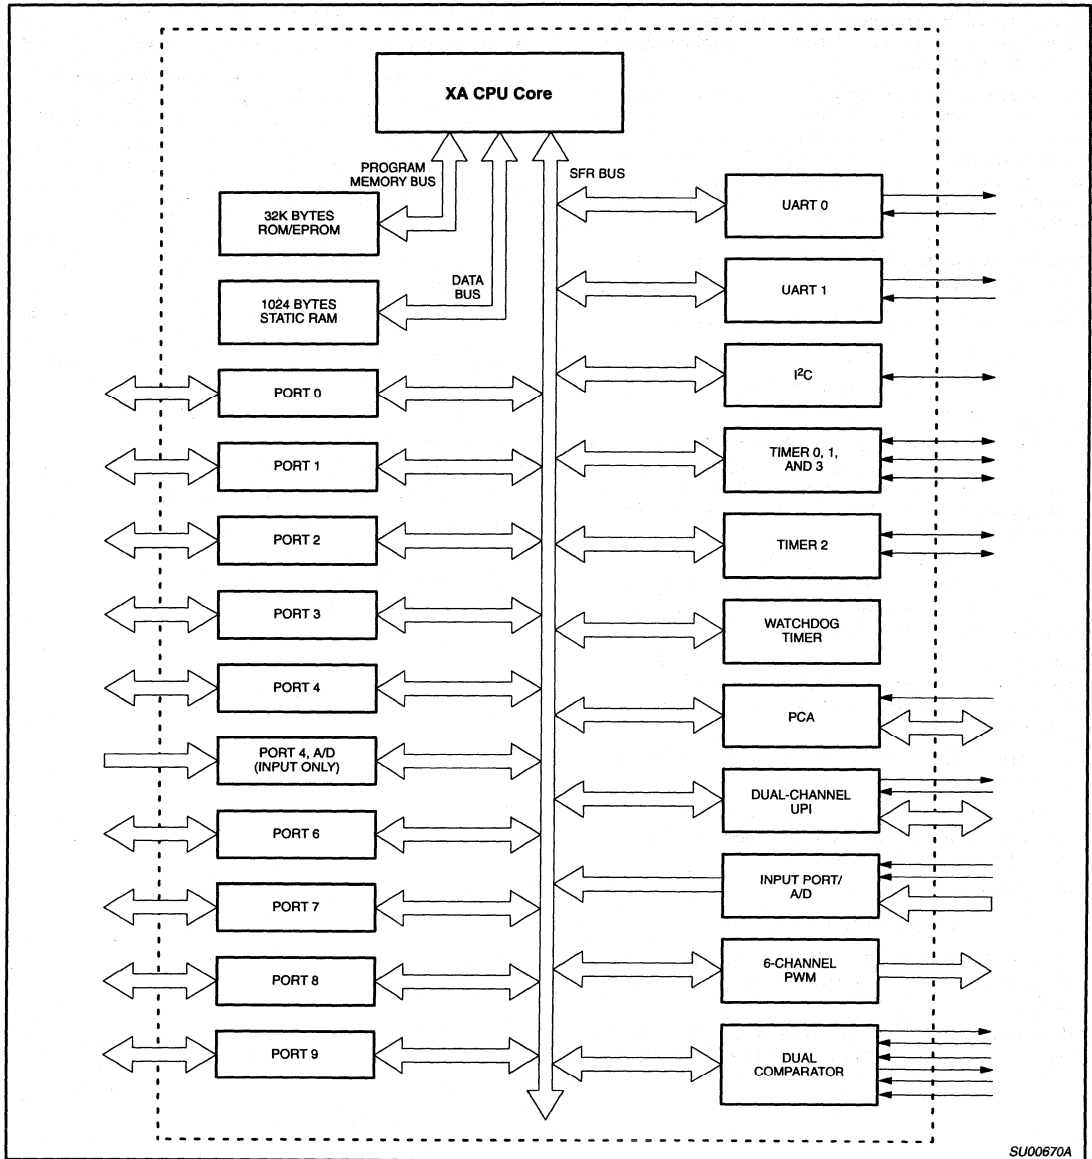 XA CPU Core
PROGRAM
MEMORY BUS
SFR BUS
32K BYTES
ROM/EPROM
DATA
BUS
1024 BYTES
STATIC RAM
PORT 0
PORT 1
PORT 2
PORT 3
PORT 4
PORT 4, A/D
(INPUT ONLY)
PORT 6
PORT 7
PORT 8
PORT 9
UART 0
UART 1
I²C
TIMER 0, 1,
AND 3
TIMER 2
WATCHDOG
TIMER
PCA
DUAL-CHANNEL
UPI
INPUT PORT/
A/D
6-CHANNEL
PWM
DUAL
COMPARATOR
SU00670A